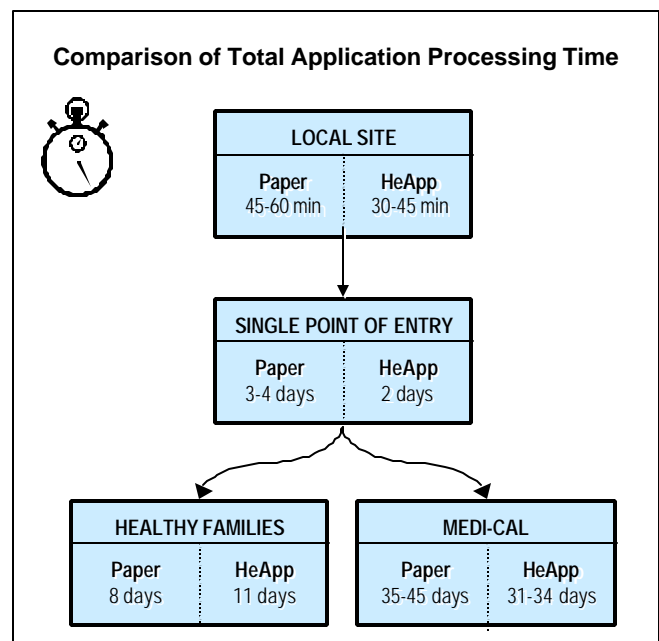 Comparison of Total Application Processing Time
LOCAL SITE
Paper HeApp
45-60 min 30-45 min
SINGLE POINT OF ENTRY
Paper HeApp
3-4 days 2 days
HEALTHY FAMILIES MEDI-CAL
Paper HeApp Paper HeApp
8 days 11 days 35-45 days 31-34 days